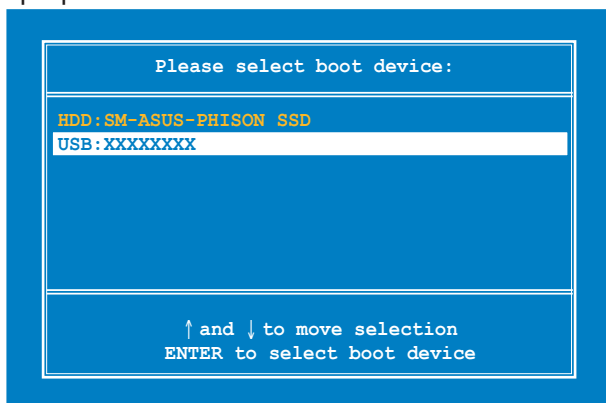 Please select boot device:
HDD:SM-ASUS-PHISON SSD
USB:XXXXXXXX
↑ and ↓ to move selection
ENTER to select boot device